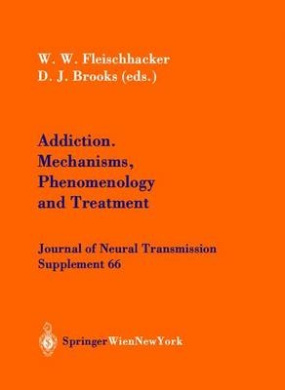 W. W. Fleischhacker
D. J. Brooks (eds.)
Addiction.
Mechanisms,
Phenomenology
and Treatment
Journal of Neural Transmission
Supplement 66
SpringerWienNewYork